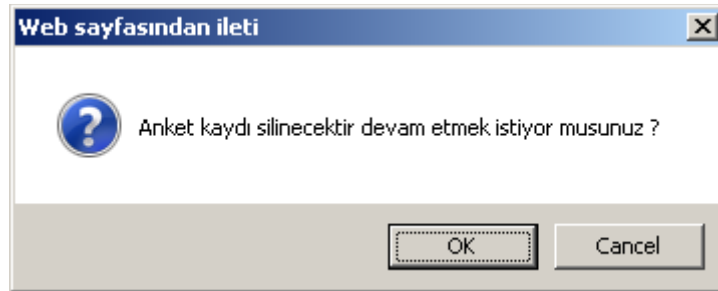 Web sayfasından ileti
Anket kaydı silinecektir devam etmek istiyor musunuz ?
OK
Cancel